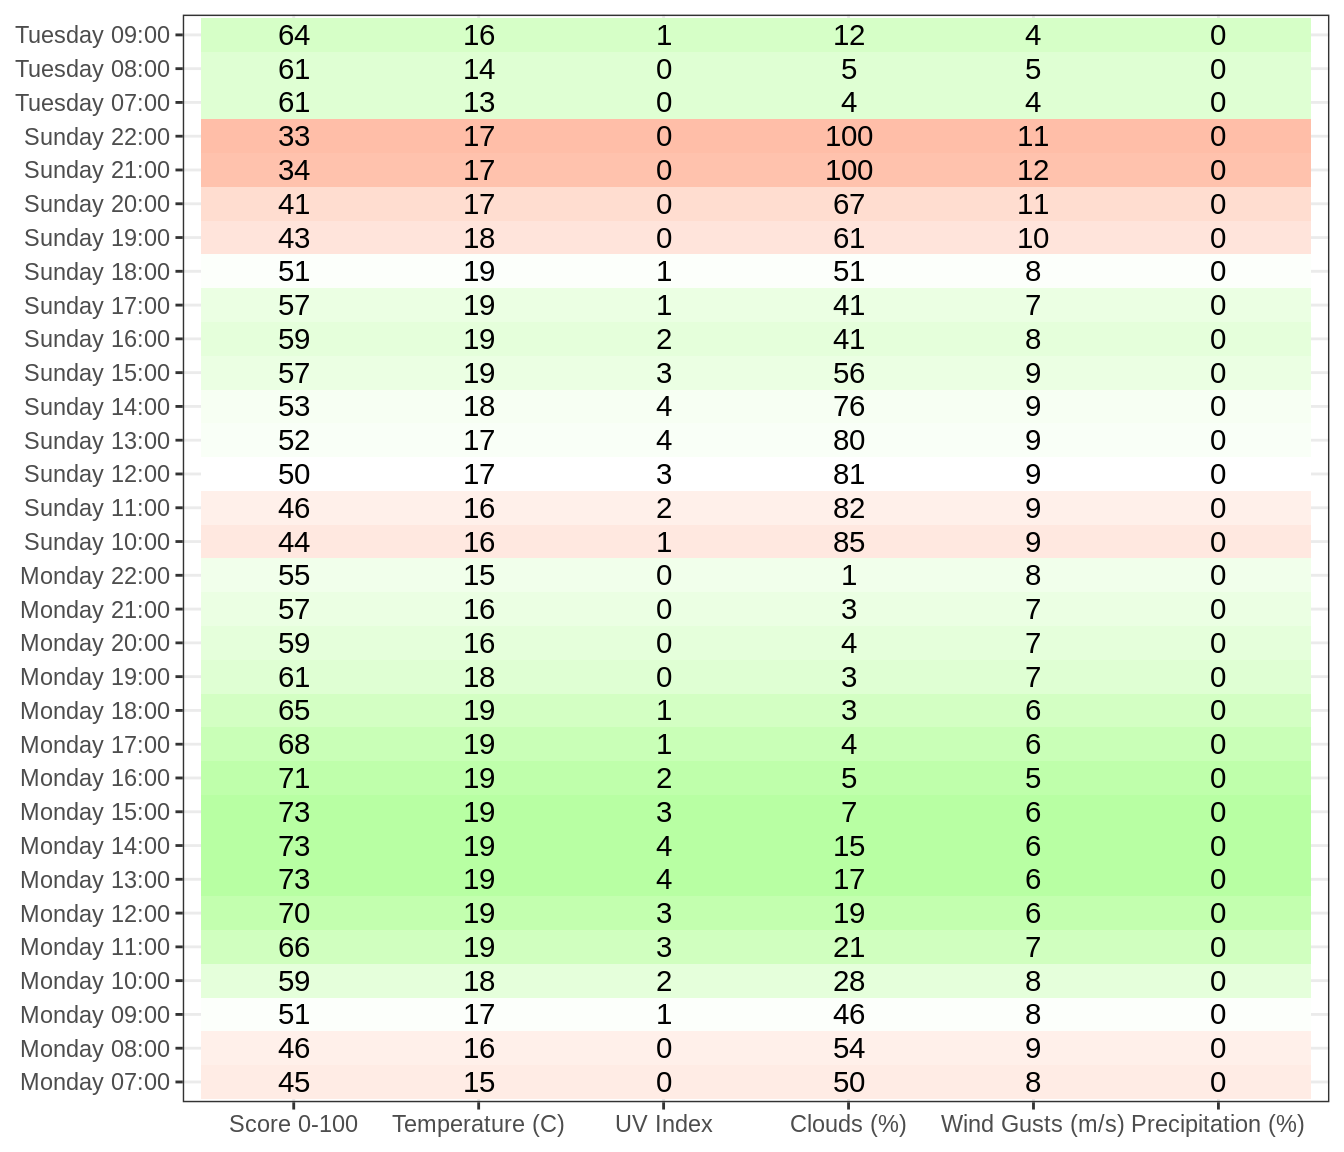 Tuesday 09:00 64 16 1 12 4 0
Tuesday 08:00 61 14 0 5 5 0
Tuesday 07:00 61 13 0 4 4 0
Sunday 22:00 33 17 0 100 11 0
Sunday 21:00 34 17 0 100 12 0
Sunday 20:00 41 17 0 67 11 0
Sunday 19:00 43 18 0 61 10 0
Sunday 18:00 51 19 1 51 8 0
Sunday 17:00 57 19 1 41 7 0
Sunday 16:00 59 19 2 41 8 0
Sunday 15:00 57 19 3 56 9 0
Sunday 14:00 53 18 4 76 9 0
Sunday 13:00 52 17 4 80 9 0
Sunday 12:00 50 17 3 81 9 0
Sunday 11:00 46 16 2 82 9 0
Sunday 10:00 44 16 1 85 9 0
Monday 22:00 55 15 0 1 8 0
Monday 21:00 57 16 0 3 7 0
Monday 20:00 59 16 0 4 7 0
Monday 19:00 61 18 0 3 7 0
Monday 18:00 65 19 1 3 6 0
Monday 17:00 68 19 1 4 6 0
Monday 16:00 71 19 2 5 5 0
Monday 15:00 73 19 3 7 6 0
Monday 14:00 73 19 4 15 6 0
Monday 13:00 73 19 4 17 6 0
Monday 12:00 70 19 3 19 6 0
Monday 11:00 66 19 3 21 7 0
Monday 10:00 59 18 2 28 8 0
Monday 09:00 51 17 1 46 8 0
Monday 08:00 46 16 0 54 9 0
Monday 07:00 45 15 0 50 8 0
Score 0-100 Temperature (C) UV Index Clouds (%) Wind Gusts (m/s) Precipitation (%)